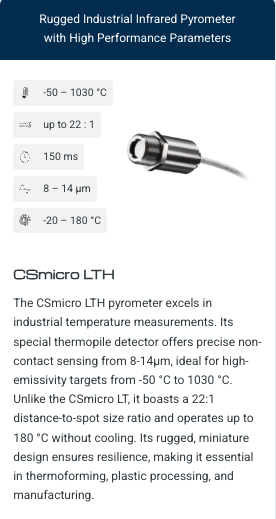 Rugged Industrial Infrared Pyrometer
with High Performance Parameters
-50 – 1030 °C
up to 22 : 1
150 ms
8 – 14 µm
-20 – 180 °C
CSmicro LTH
The CSmicro LTH pyrometer excels in
industrial temperature measurements. Its
special thermopile detector offers precise non-
contact sensing from 8-14µm, ideal for high-
emissivity targets from -50 °C to 1030 °C.
Unlike the CSmicro LT, it boasts a 22:1
distance-to-spot size ratio and operates up to
180 °C without cooling. Its rugged, miniature
design ensures resilience, making it essential
in thermoforming, plastic processing, and
manufacturing.